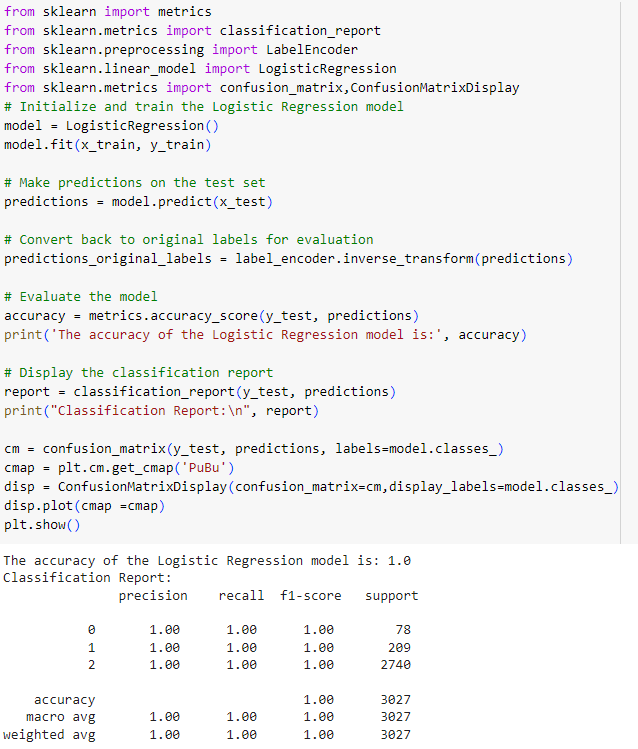 from sklearn import metrics
from sklearn.metrics import classification_report
from sklearn.preprocessing import LabelEncoder
from sklearn.linear_model import LogisticRegression
from sklearn.metrics import confusion_matrix,ConfusionMatrixDisplay
# Initialize and train the Logistic Regression model
model = LogisticRegression()
model.fit(x_train, y_train)
# Make predictions on the test set
predictions = model.predict(x_test)
# Convert back to original labels for evaluation
predictions_original_labels = label_encoder.inverse_transform(predictions)
# Evaluate the model
accuracy = metrics.accuracy_score(y_test, predictions)
print('The accuracy of the Logistic Regression model is:', accuracy)
# Display the classification report
report = classification_report(y_test, predictions)
print("Classification Report:\n", report)
cm = confusion_matrix(y_test, predictions, labels=model.classes_)
cmap = plt.cm.get_cmap('PuBu')
disp = ConfusionMatrixDisplay(confusion_matrix=cm,display_labels=model.classes_)
disp.plot(cmap =cmap)
plt.show()
The accuracy of the Logistic Regression model is: 1.0
Classification Report:
precision recall f1-score support
0 1.00 1.00 1.00 78
1 1.00 1.00 1.00 209
2 1.00 1.00 1.00 2740
accuracy 1.00 3027
macro avg 1.00 1.00 1.00 3027
weighted avg 1.00 1.00 1.00 3027